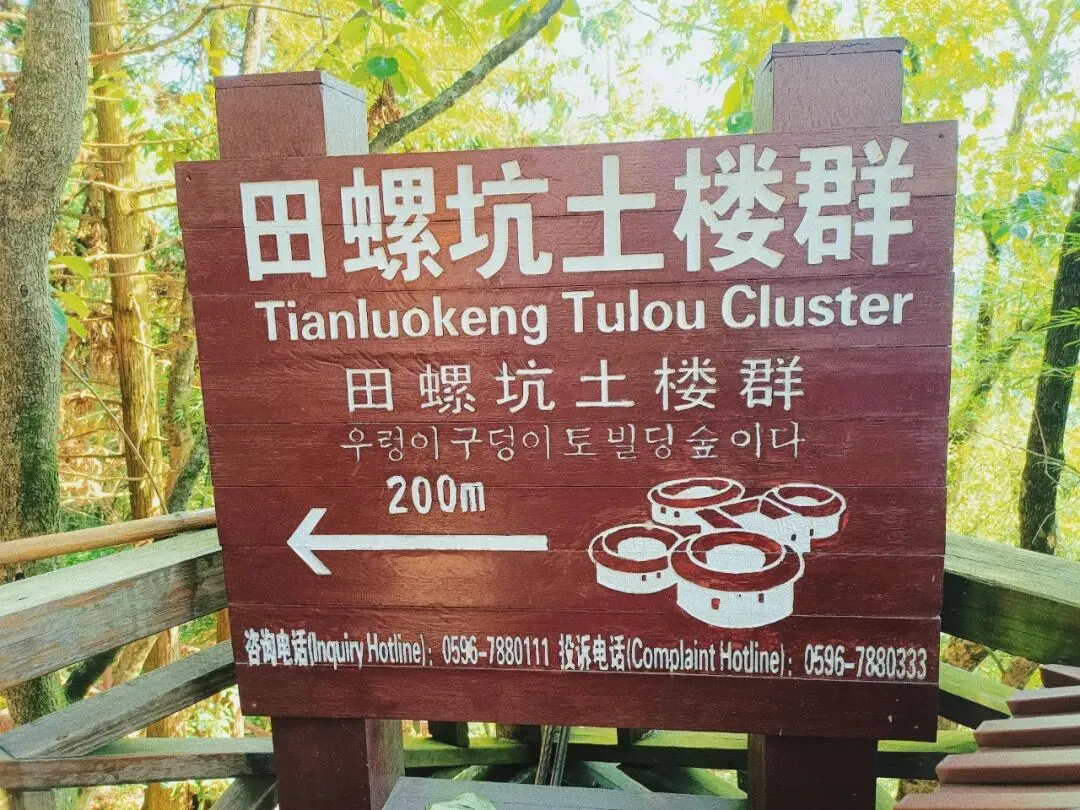 田螺坑土楼群
Tianluokeng Tulou Cluster
田螺坑土楼群
우렁이구덩이토빌딩숲이다
200m
咨询电话(Inquiry Hotline): 0596-7880111 投诉电话(Complaint Hotline): 0596-7880333